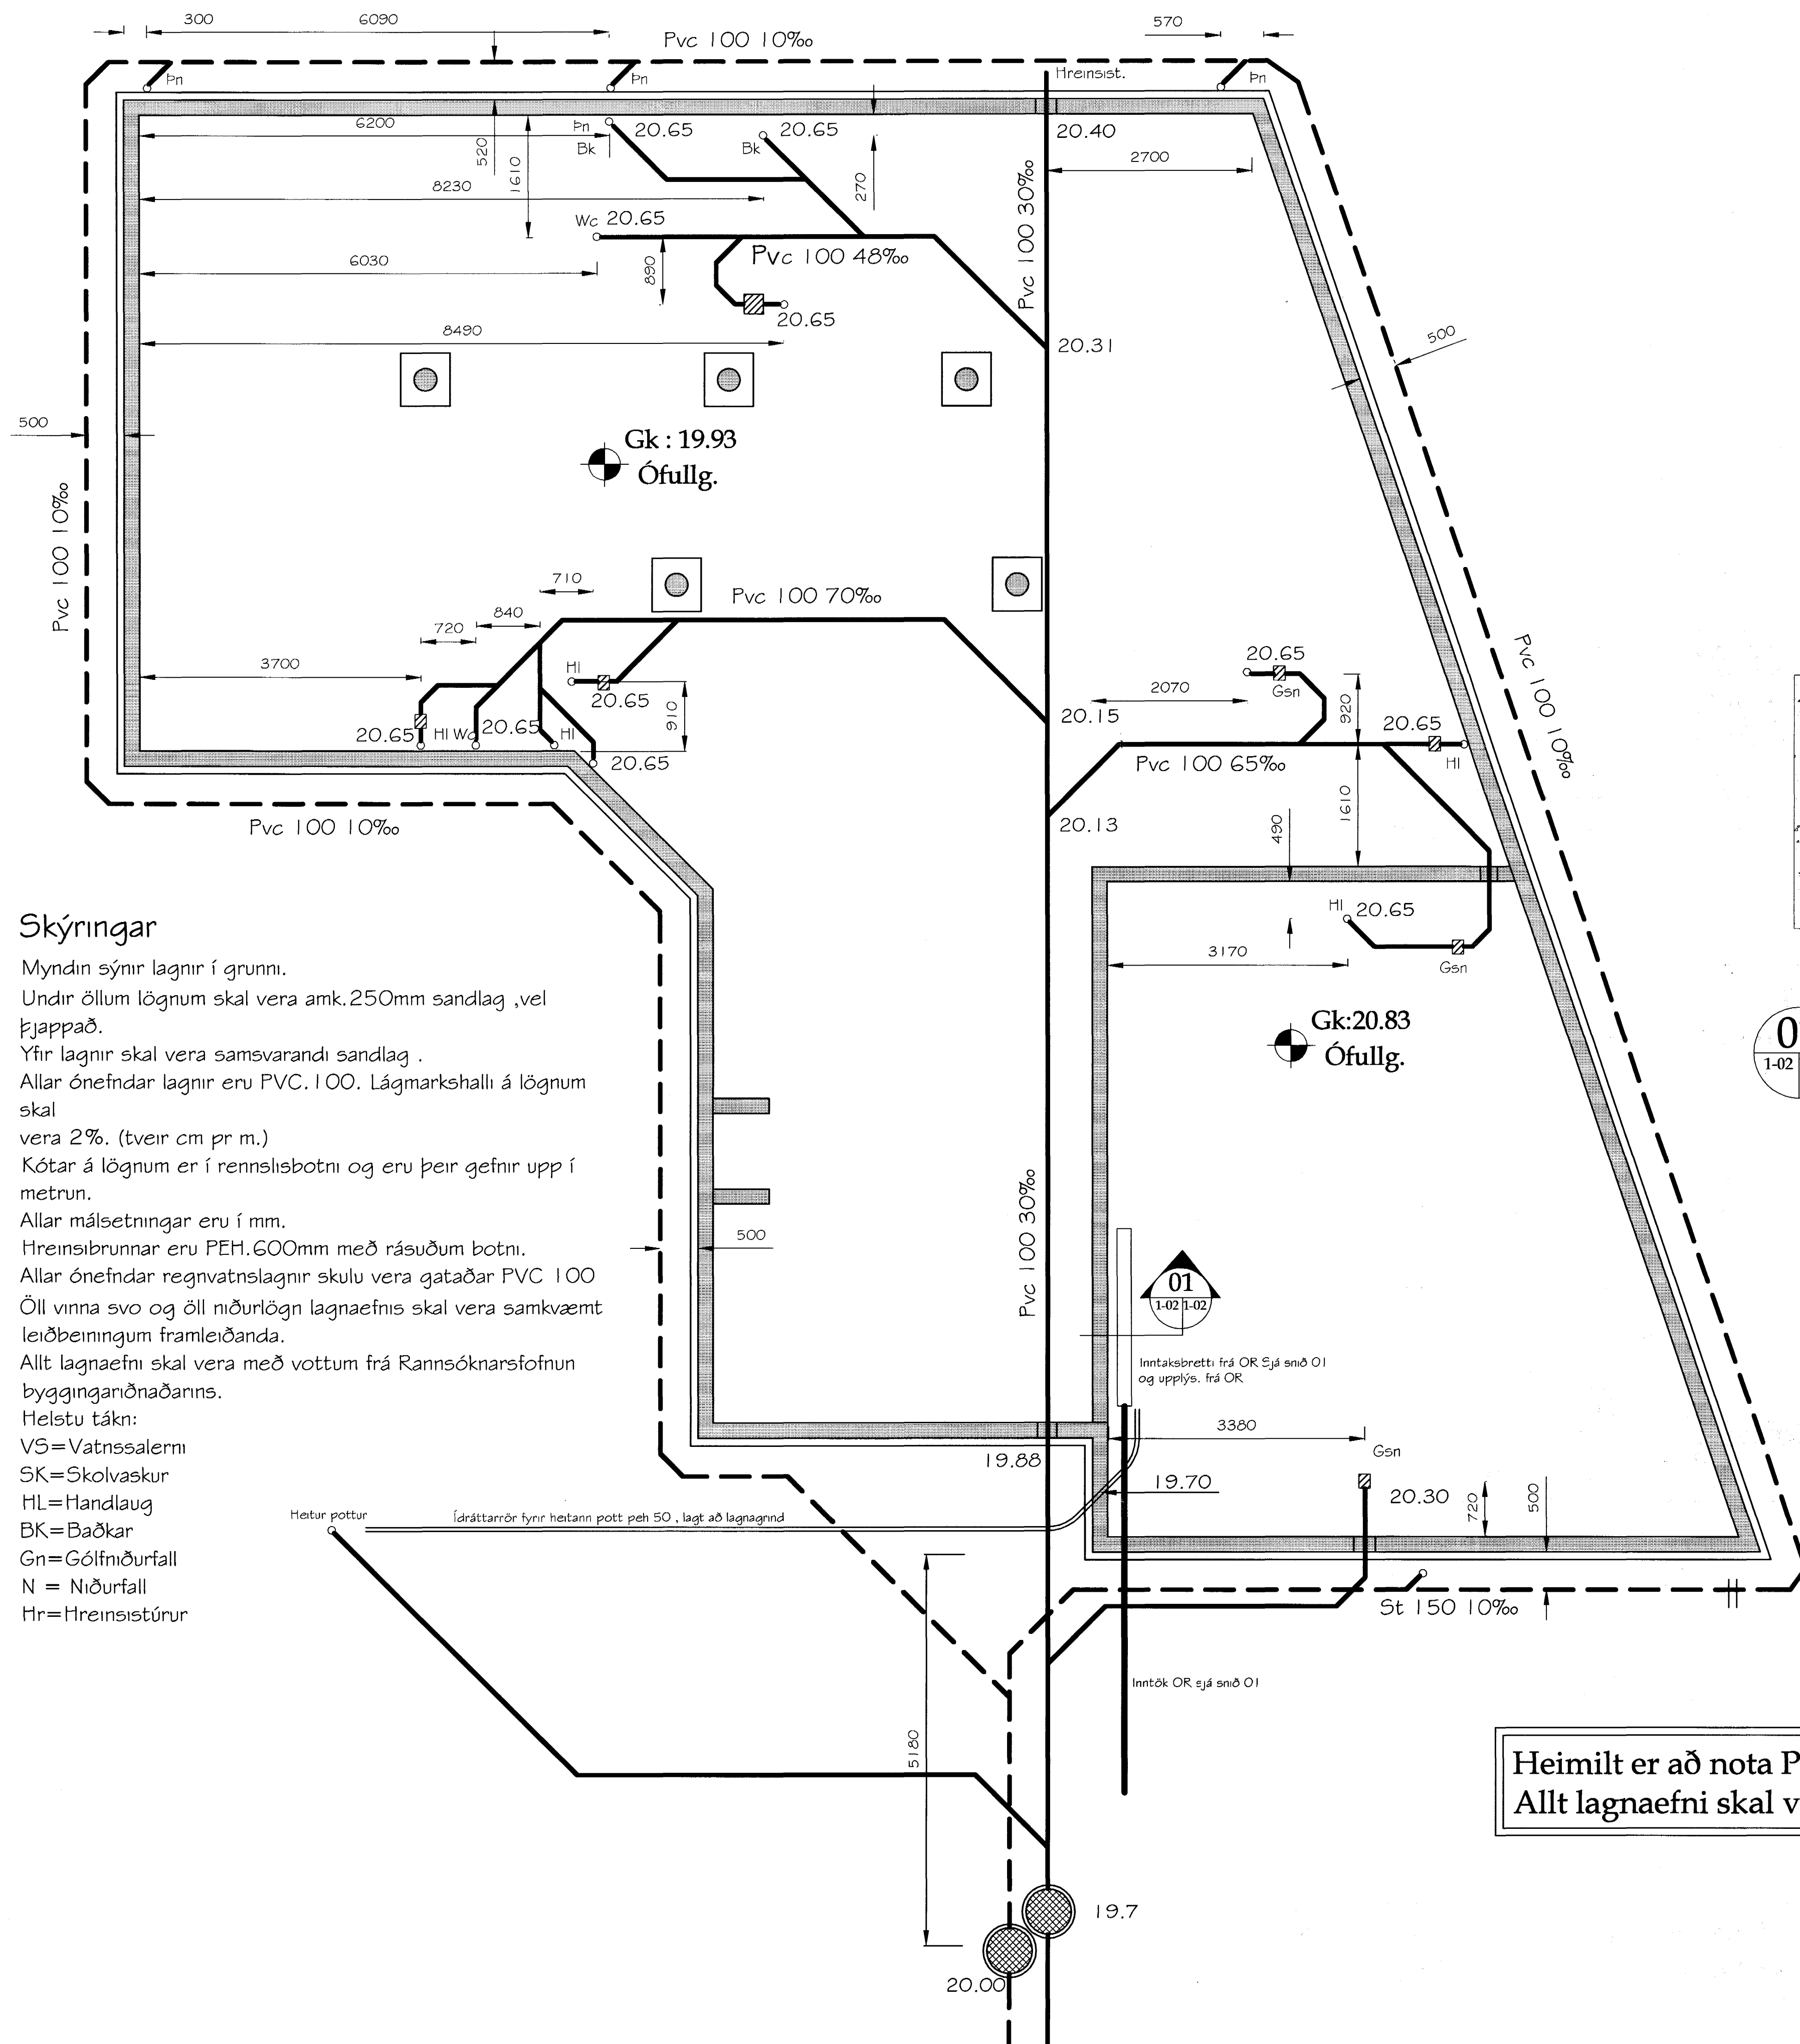 300
6090
Pvc 100 10‰
570
Þn
Þn
Hreinsist.
Þn
6200
Þn
Bk
20.65
Bk
20.65
20.40
520
1610
270
2700
8230
Wc 20.65
Pvc 100 30‰
6030
890
Pvc 100 48‰
20.65
8490
20.31
500
500
Gk : 19.93
Ófullg.
Pvc 100 10‰
710
Pvc 100 70‰
840
720
3700
Hl
20.65
910
20.65
Hl
Wc
20.65
Hl
20.65
20.15
20.65
2070
Gsn
920
20.65
Hl
Pvc 100 10‰
Pvc 100 65‰
20.13
490
1610
Pvc 100 10‰
Hl
20.65
3170
Gsn
Gk:20.83
Ófullg.
0
1-02
Skýringar
Myndin sýnir lagnir í grunni.
Undir öllum lögnum skal vera amk.250mm sandlag ,vel
þjappað.
Yfir lagnir skal vera samsvarandi sandlag .
Allar ónefndar lagnir eru PVC.100. Lágmarkshalli á lögnum
skal
vera 2%. (tveir cm pr m.)
Kótar á lögnum er í rennslisbotni og eru þeir gefnir upp í
metrun.
Allar málsetningar eru í mm.
Hreinsibrunnar eru PEH.600mm með rásuðum botni.
Allar ónefndar regnvatnslagnir skulu vera gataðar PVC 100
Öll vinna svo og öll niðurlögn lagnaefnis skal vera samkvæmt
leiðbeiningum framleiðanda.
Allt lagnaefni skal vera með vottum frá Rannsóknarsfofnun
byggingariðnaðarins.
Helstu tákn:
VS=Vatnssalerni
SK=Skolvaskur
HL=Handlaug
BK=Baðkar
Gn=Gólfniðurfall
N = Niðurfall
Hr=Hreinsistúrur
500
Pvc 100 30‰
01
1-02 1-02
Inntaksbretti frá OR Sjá snið 01
og upplýs. frá OR
3380
Gsn
19.88
19.70
20.30
720
500
Heitur pottur
Ídráttarrör fyrir heitann pott peh 50 , lagt að lagnagrind
St 150 10‰
Inntök OR sjá snið 01
5180
Heimilt er að nota P
Allt lagnaefni skal v
19.7
20.00